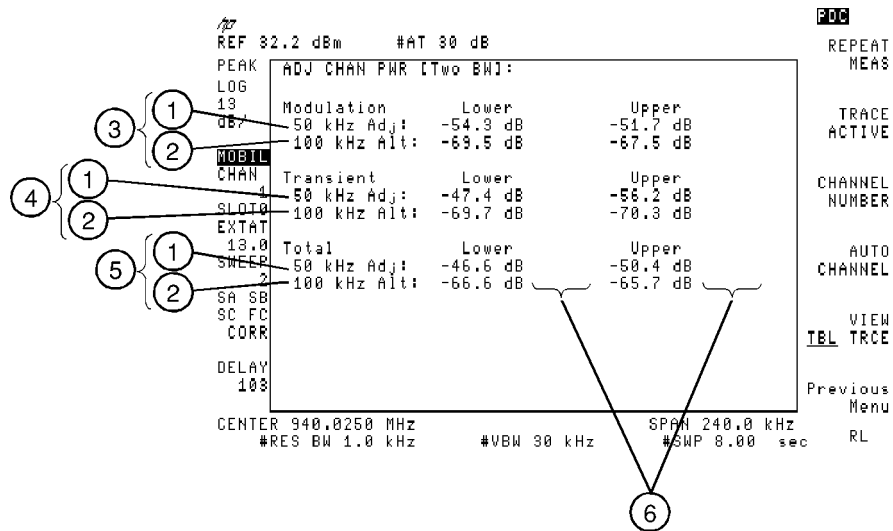 PDC
hp
REF 32.2 dBm #AT 30 dB
PEAK
LOG
13
dB/
MOBIL
CHAN
1
SLOT0
EXTAT
13.0
SWEEP
2
SA SB
SC FC
CORR
DELAY
103
ADJ CHAN PWR [Two BW]:
Modulation Lower Upper
50 kHz Adj: -54.3 dB -51.7 dB
100 kHz Alt: -69.5 dB -67.5 dB
Transient Lower Upper
50 kHz Adj: -47.4 dB -56.2 dB
100 kHz Alt: -69.7 dB -70.3 dB
Total Lower Upper
50 kHz Adj: -46.6 dB -50.4 dB
100 kHz Alt: -66.6 dB -65.7 dB
3
1
2
4
1
2
5
1
2
6
REPEAT
MEAS
TRACE
ACTIVE
CHANNEL
NUMBER
AUTO
CHANNEL
VIEW
TBL TRCE
Previous
Menu
RL
CENTER 940.0250 MHz SPAN 240.0 kHz
#RES BW 1.0 kHz #VBW 30 kHz #SWP 8.00 sec